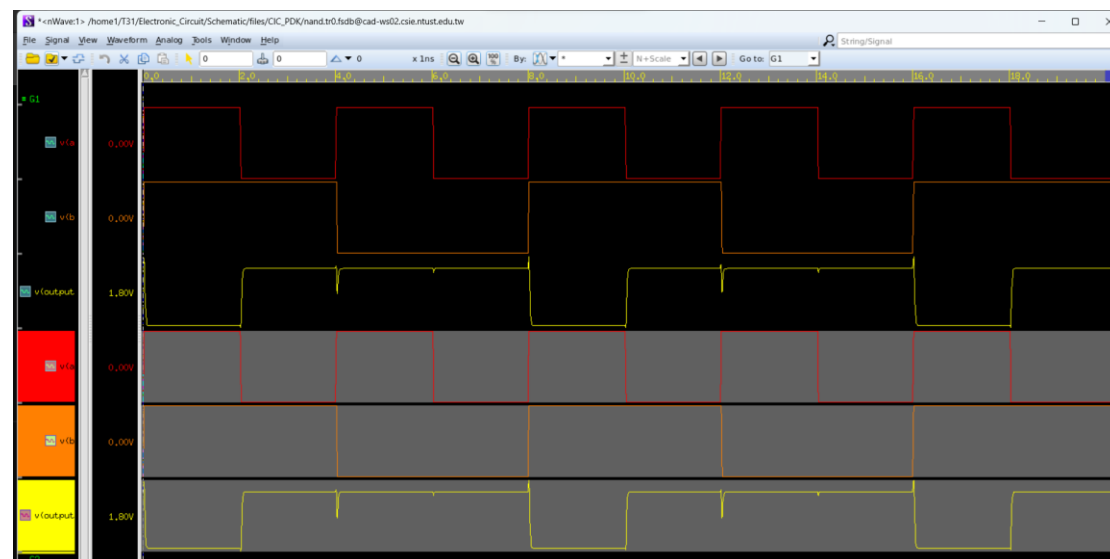 *<nWave:1> /home1/T31/Electronic_Circuit/Schematic/files/CIC_PDK/nand.tr0.fsdb@cad-ws02.csie.ntust.edu.tw
File Signal View Waveform Analog Tools Window Help
String/Signal
0 0 0 x 1ns 100 By: * N+Scale Go to: G1
0,0 2,0 4,0 6,0 8,0 10,0 12,0 14,0 16,0 18,0
G1
v(a 0.00V
v(b 0.00V
v(output 1.80V
v(a 0.00V
v(b 0.00V
v(output 1.80V